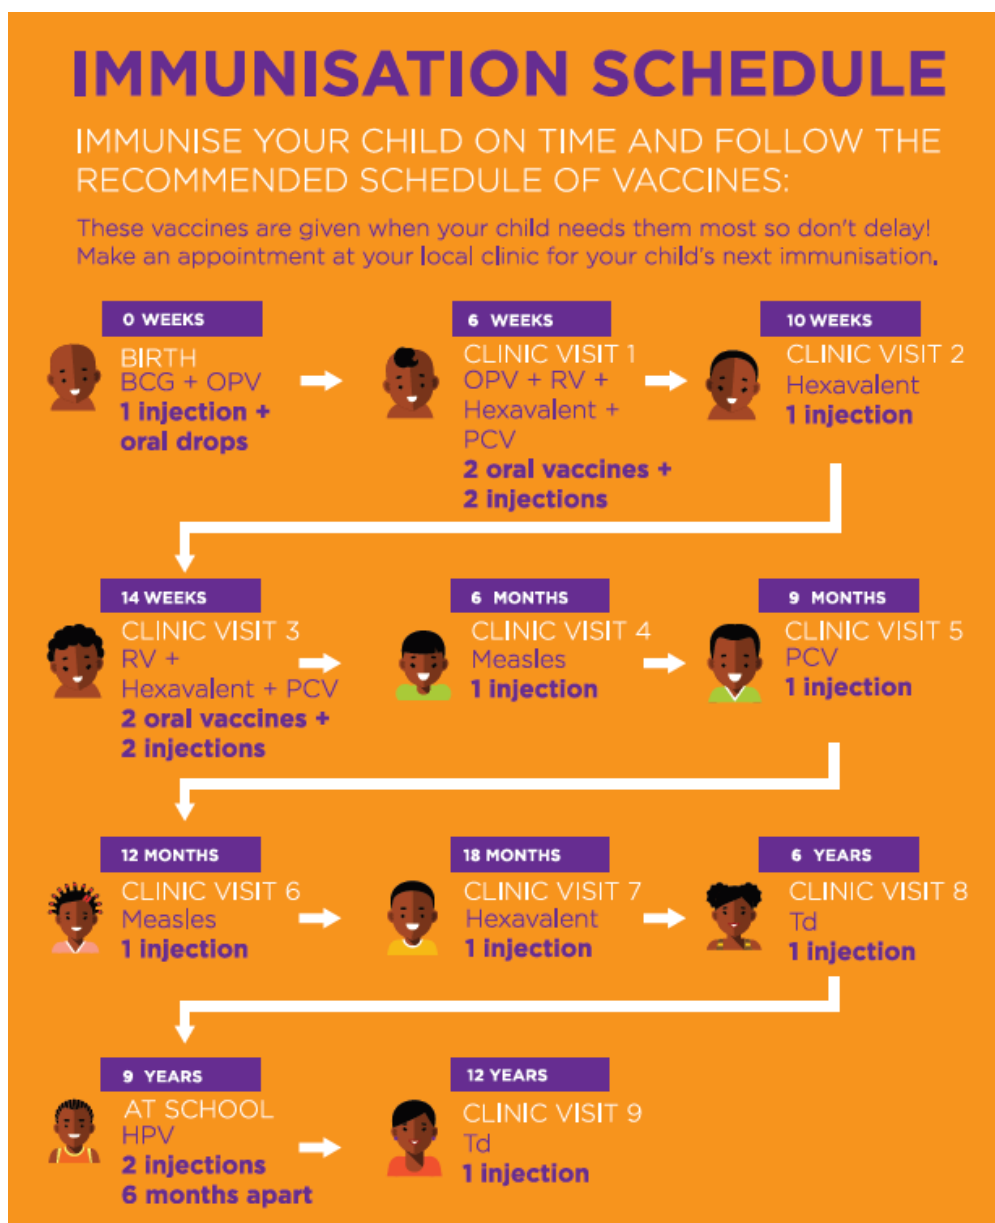 IMMUNISATION SCHEDULE
IMMUNISE YOUR CHILD ON TIME AND FOLLOW THE
RECOMMENDED SCHEDULE OF VACCINES:
These vaccines are given when your child needs them most so don't delay!
Make an appointment at your local clinic for your child's next immunisation.
0 WEEKS
BIRTH
BCG + OPV
1 injection +
oral drops
6 WEEKS
CLINIC VISIT 1
OPV + RV +
Hexavalent +
PCV
2 oral vaccines +
2 injections
10 WEEKS
CLINIC VISIT 2
Hexavalent
1 injection
14 WEEKS
CLINIC VISIT 3
RV +
Hexavalent + PCV
2 oral vaccines +
2 injections
6 MONTHS
CLINIC VISIT 4
Measles
1 injection
9 MONTHS
CLINIC VISIT 5
PCV
1 injection
12 MONTHS
CLINIC VISIT 6
Measles
1 injection
18 MONTHS
CLINIC VISIT 7
Hexavalent
1 injection
6 YEARS
CLINIC VISIT 8
Td
1 injection
9 YEARS
AT SCHOOL
HPV
2 injections
6 months apart
12 YEARS
CLINIC VISIT 9
Td
1 injection